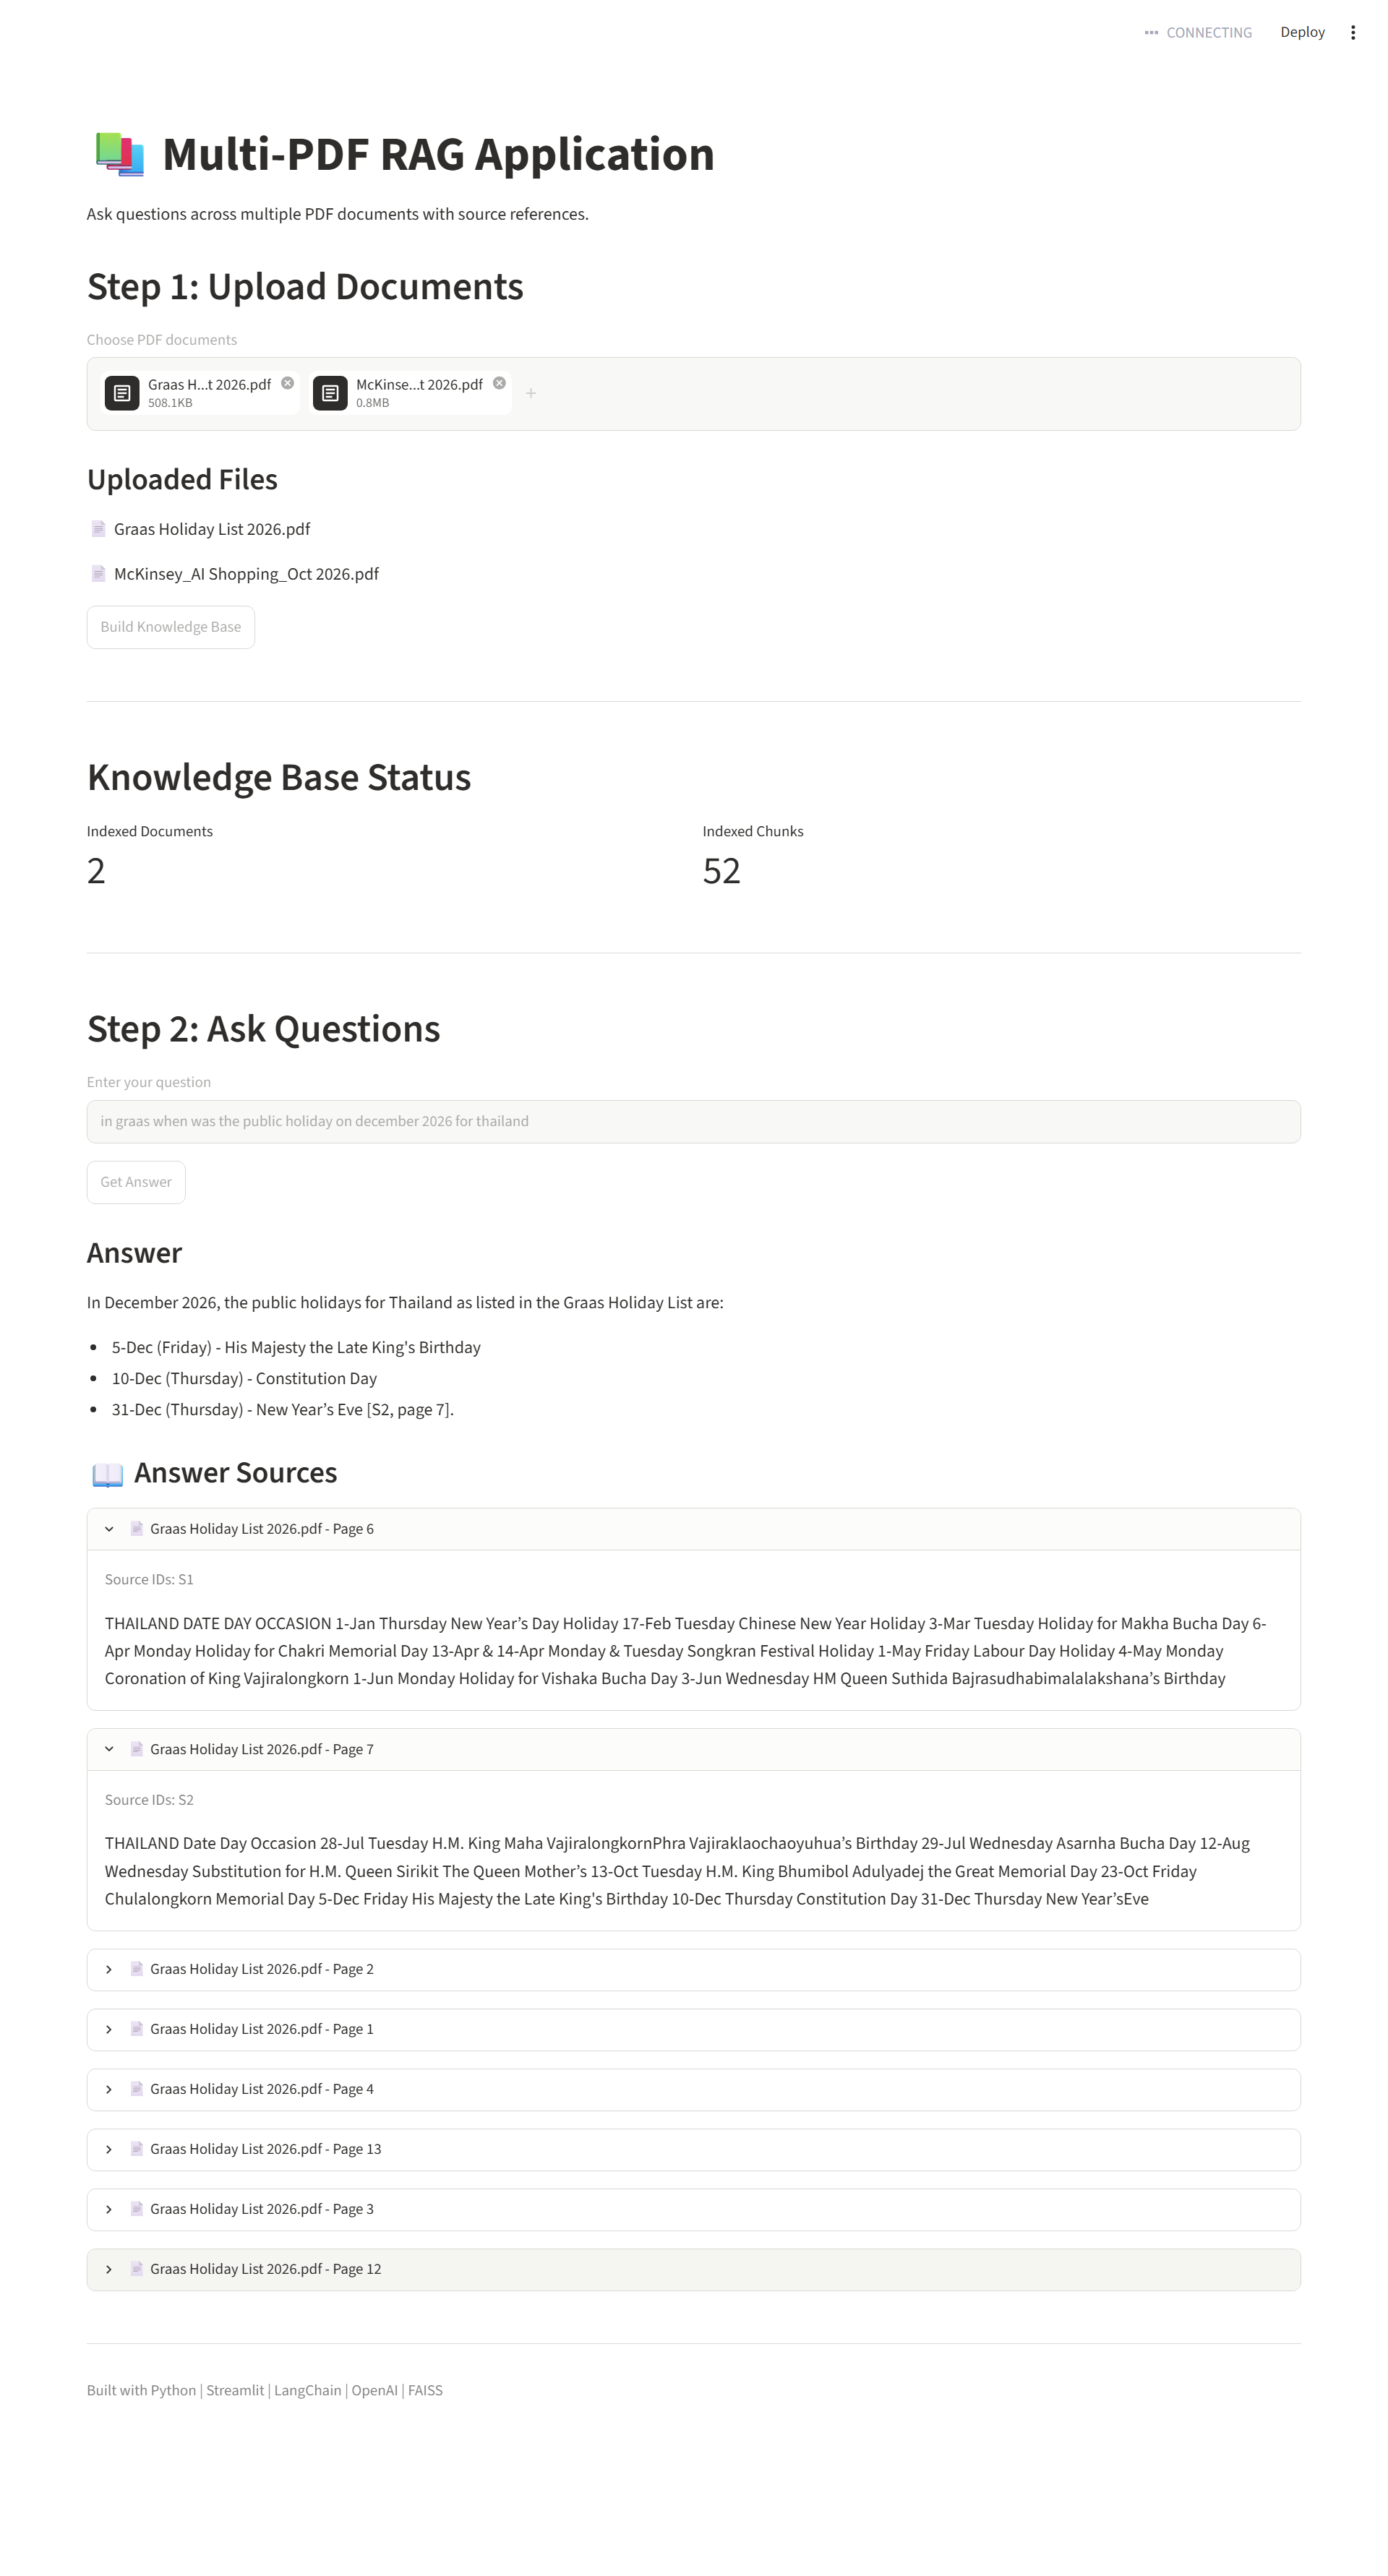 CONNECTING Deploy
Multi-PDF RAG Application
Ask questions across multiple PDF documents with source references.
Step 1: Upload Documents
Choose PDF documents
Graas H...t 2026.pdf
508.1KB
McKinse...t 2026.pdf
0.8MB
Uploaded Files
Graas Holiday List 2026.pdf
McKinsey_AI Shopping_Oct 2026.pdf
Build Knowledge Base
Knowledge Base Status
Indexed Documents
2
Indexed Chunks
52
Step 2: Ask Questions
Enter your question
in graas when was the public holiday on december 2026 for thailand
Get Answer
Answer
In December 2026, the public holidays for Thailand as listed in the Graas Holiday List are:
• 5-Dec (Friday) - His Majesty the Late King's Birthday
• 10-Dec (Thursday) - Constitution Day
• 31-Dec (Thursday) - New Year’s Eve [S2, page 7].
Answer Sources
Graas Holiday List 2026.pdf - Page 6
Source IDs: S1
THAILAND DATE DAY OCCASION 1-Jan Thursday New Year’s Day Holiday 17-Feb Tuesday Chinese New Year Holiday 3-Mar Tuesday Holiday for Makha Bucha Day 6-
Apr Monday Holiday for Chakri Memorial Day 13-Apr & 14-Apr Monday & Tuesday Songkran Festival Holiday 1-May Friday Labour Day Holiday 4-May Monday
Coronation of King Vajiralongkorn 1-Jun Monday Holiday for Vishaka Bucha Day 3-Jun Wednesday HM Queen Suthida Bajrasudhabimalalakshana’s Birthday
Graas Holiday List 2026.pdf - Page 7
Source IDs: S2
THAILAND Date Day Occasion 28-Jul Tuesday H.M. King Maha VajiralongkornPhra Vajiraklaochaoyuhua’s Birthday 29-Jul Wednesday Asarnha Bucha Day 12-Aug
Wednesday Substitution for H.M. Queen Sirikit The Queen Mother’s 13-Oct Tuesday H.M. King Bhumibol Adulyadej the Great Memorial Day 23-Oct Friday
Chulalongkorn Memorial Day 5-Dec Friday His Majesty the Late King's Birthday 10-Dec Thursday Constitution Day 31-Dec Thursday New Year’sEve
Graas Holiday List 2026.pdf - Page 2
Graas Holiday List 2026.pdf - Page 1
Graas Holiday List 2026.pdf - Page 4
Graas Holiday List 2026.pdf - Page 13
Graas Holiday List 2026.pdf - Page 3
Graas Holiday List 2026.pdf - Page 12
Built with Python | Streamlit | LangChain | OpenAI | FAISS